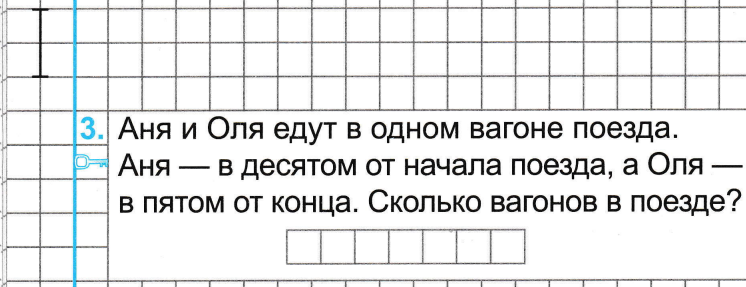 3. Аня и Оля едут в одном вагоне поезда.
Аня — в десятом от начала поезда, а Оля —
в пятом от конца. Сколько вагонов в поезде?